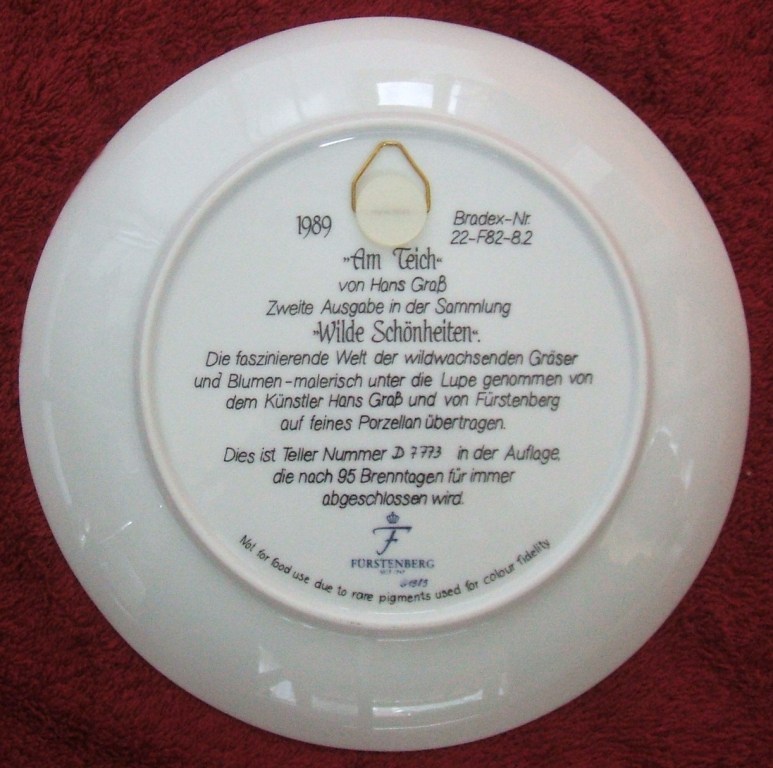 1989
Bradex-Nr.
22-F82-8.2
"Am Teich"
von Hans Graß
Zweite Ausgabe in der Sammlung
"Wilde Schönheiten".
Die faszinierende Welt der wildwachsenden Gräser
und Blumen - malerisch unter die Lupe genommen von
dem Künstler Hans Graß und von Fürstenberg
auf feines Porzellan übertragen.
Dies ist Teller Nummer D 7773 in der Auflage,
die nach 95 Brenntagen für immer
abgeschlossen wird.
F
FÜRSTENBERG
Not for food use due to rare pigments used for colour fidelity